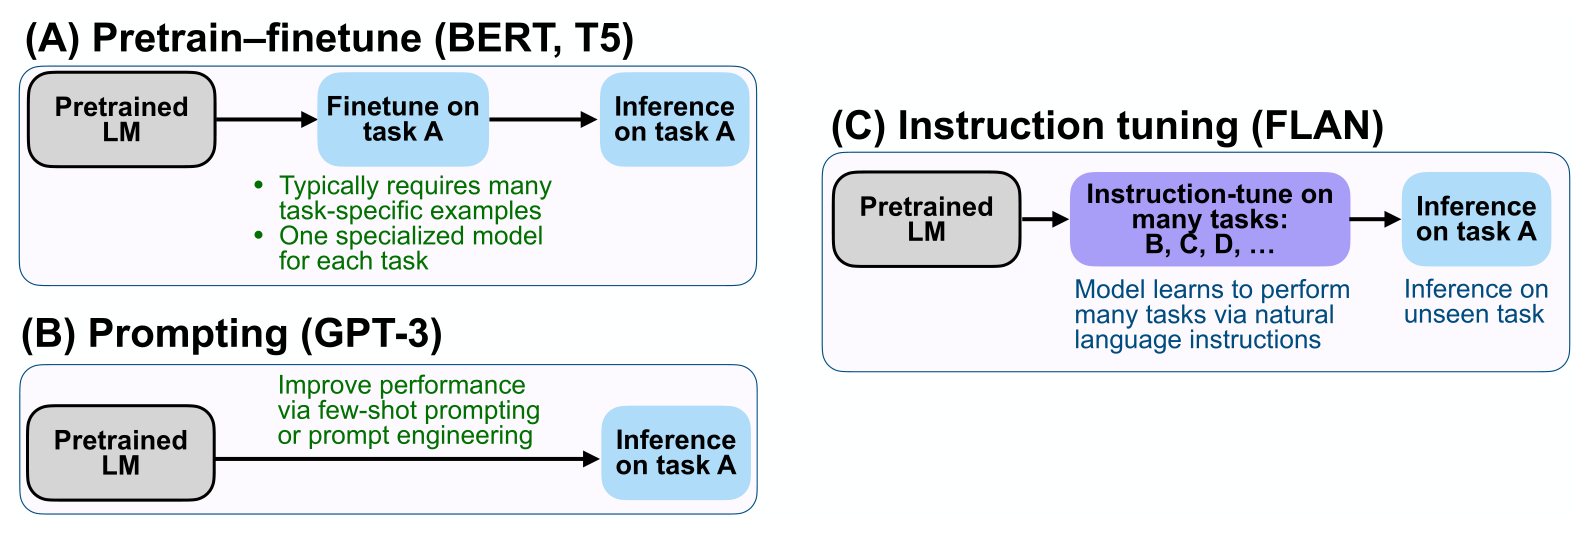 (A) Pretrain–finetune (BERT, T5)
Pretrained
LM
Finetune on
task A
Inference
on task A
• Typically requires many
task-specific examples
• One specialized model
for each task
(B) Prompting (GPT-3)
Improve performance
via few-shot prompting
or prompt engineering
Pretrained
LM
Inference
on task A
(C) Instruction tuning (FLAN)
Pretrained
LM
Instruction-tune on
many tasks:
B, C, D, …
Inference
on task A
Model learns to perform
many tasks via natural
language instructions
Inference on
unseen task